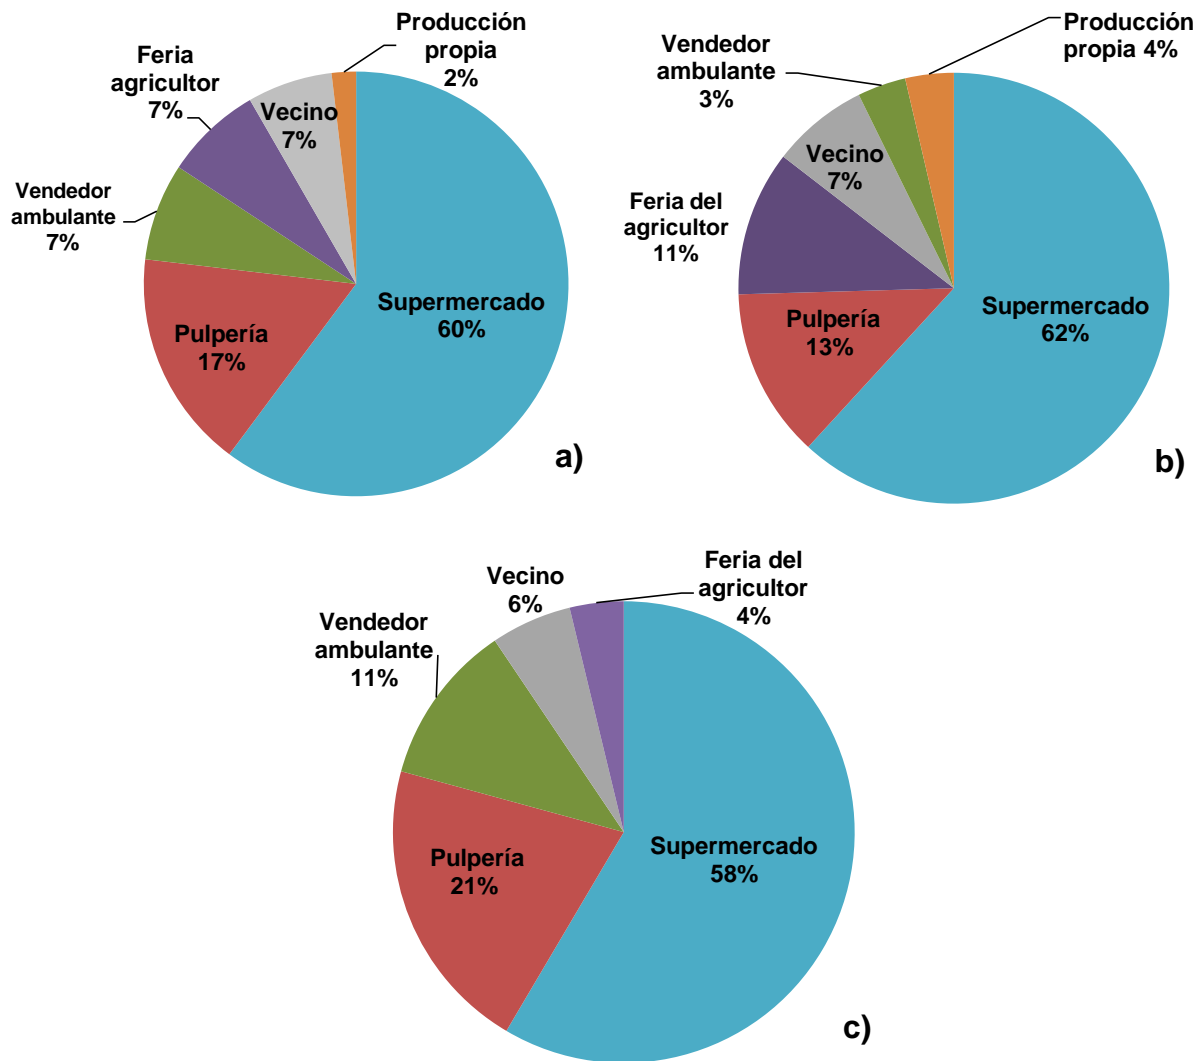 Producción
propia
2%
Feria
agricultor
7%
Vecino
7%
Vendedor
ambulante
7%
Pulpería
17%
Supermercado
60%
a)
Producción
propia 4%
Vendedor
ambulante
3%
Vecino
7%
Feria del
agricultor
11%
Pulpería
13%
Supermercado
62%
b)
Feria del
agricultor
4%
Vecino
6%
Vendedor
ambulante
11%
Pulpería
21%
Supermercado
58%
c)